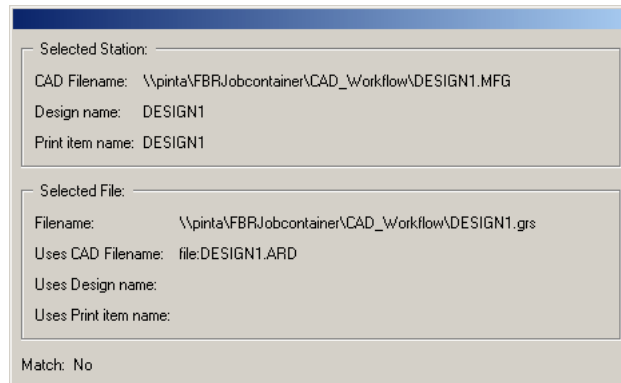 Selected Station:
CAD Filename: \\pinta\FBRJobcontainer\CAD_Workflow\DESIGN1.MFG
Design name: DESIGN1
Print item name: DESIGN1
Selected File:
Filename: \\pinta\FBRJobcontainer\CAD_Workflow\DESIGN1.grs
Uses CAD Filename: file:DESIGN1.ARD
Uses Design name:
Uses Print item name:
Match: No